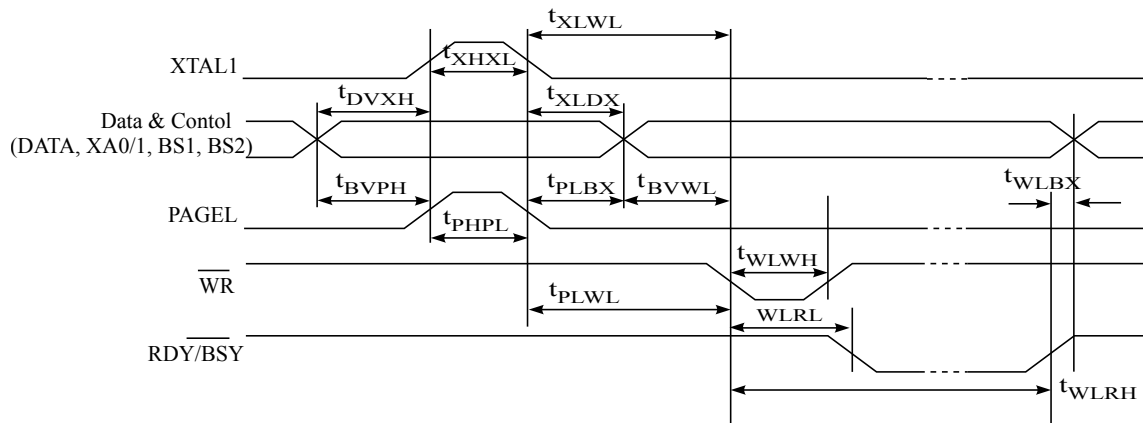 tXLWL
XTAL1
tXHXL
tDVXH
tXLDX
Data & Contol
(DATA, XA0/1, BS1, BS2)
tBVPH
tPLBX
tBVWL
tWLBX
PAGEL
tPHPL
tWLWH
WR
tPLWL
WLRL
RDY/BSY
tWLRH